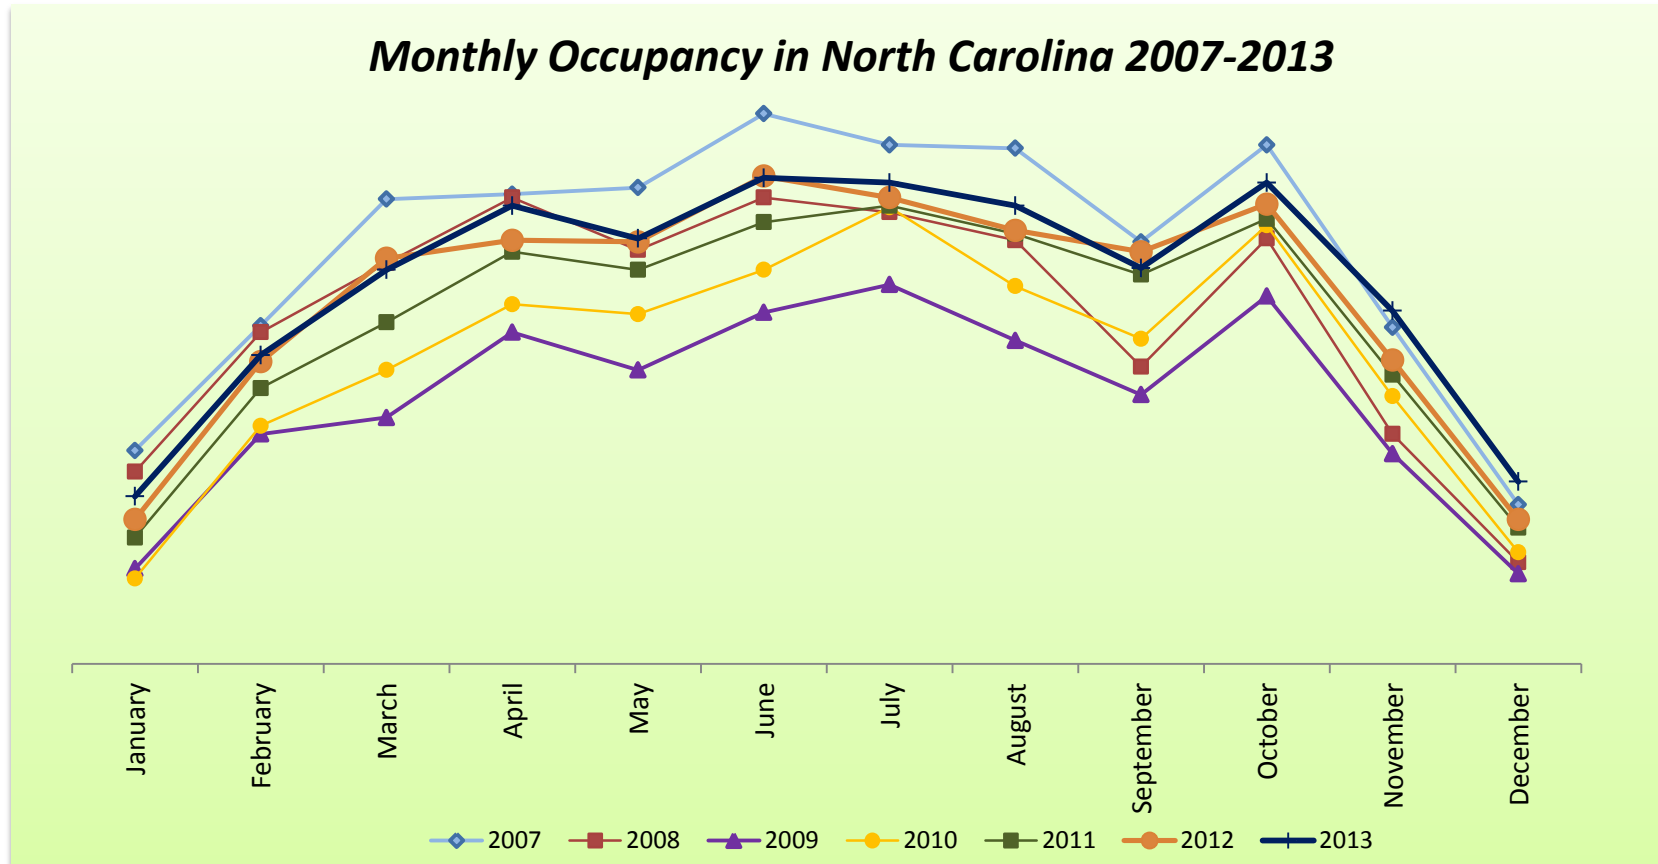 Monthly Occupancy in North Carolina 2007-2013
January
February
March
April
May
June
July
August
September
October
November
December
2007 2008 2009 2010 2011 2012 2013